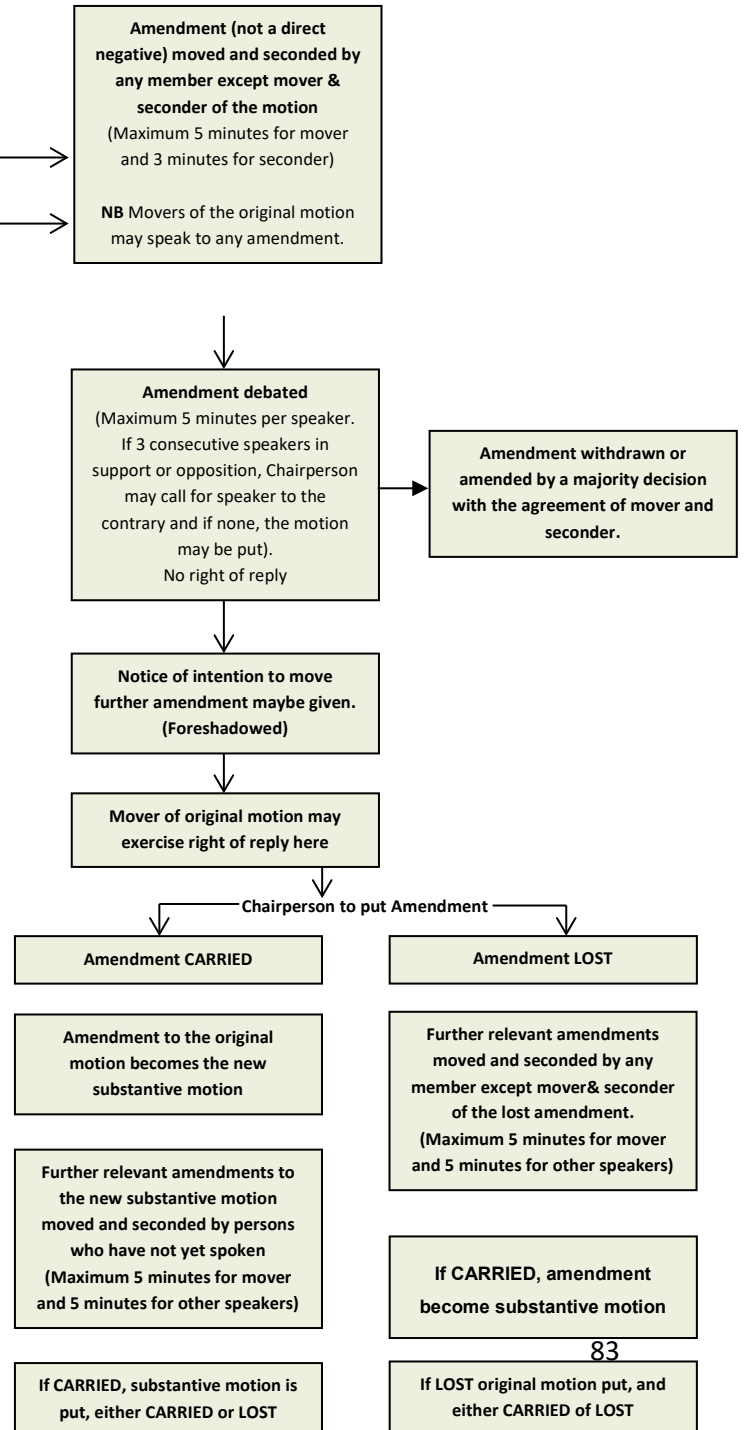 Amendment (not a direct
negative) moved and seconded by
any member except mover &
seconder of the motion
(Maximum 5 minutes for mover
and 3 minutes for seconder)
NB Movers of the original motion
may speak to any amendment.
Amendment debated
(Maximum 5 minutes per speaker.
If 3 consecutive speakers in
support or opposition, Chairperson
may call for speaker to the
contrary and if none, the motion
may be put).
No right of reply
Amendment withdrawn or
amended by a majority decision
with the agreement of mover and
seconder.
Notice of intention to move
further amendment maybe given.
(Foreshadowed)
Mover of original motion may
exercise right of reply here
Chairperson to put Amendment
Amendment CARRIED
Amendment to the original
motion becomes the new
substantive motion
Further relevant amendments to
the new substantive motion
moved and seconded by persons
who have not yet spoken
(Maximum 5 minutes for mover
and 5 minutes for other speakers)
If CARRIED, substantive motion is
put, either CARRIED or LOST
Amendment LOST
Further relevant amendments
moved and seconded by any
member except mover& seconder
of the lost amendment.
(Maximum 5 minutes for mover
and 5 minutes for other speakers)
If CARRIED, amendment
become substantive motion
83
If LOST original motion put, and
either CARRIED of LOST